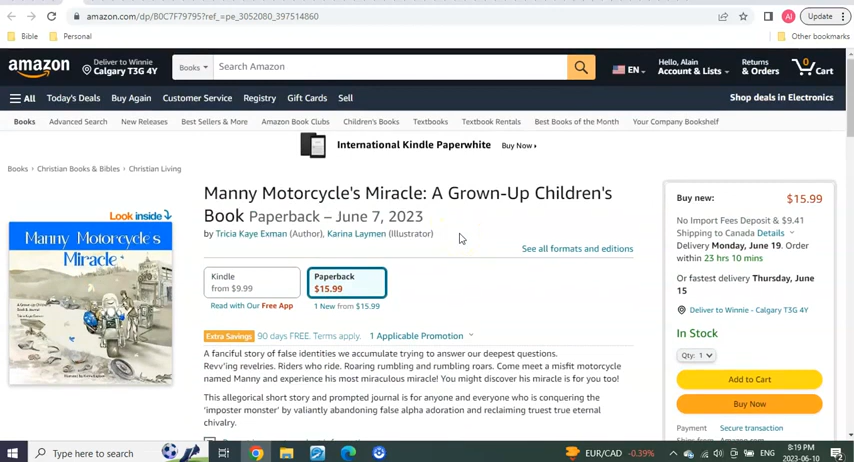 amazon.com/dp/B0C7F79795?ref_=pe_3052080_397514860
AI
Update
Bible
Personal
Other bookmarks
amazon
Deliver to Winnie
Calgary T3G 4Y
Books
Search Amazon
EN
Hello, Alain
Account & Lists
Returns
& Orders
0
Cart
All
Today's Deals
Buy Again
Customer Service
Registry
Gift Cards
Sell
Shop deals in Electronics
Books
Advanced Search
New Releases
Best Sellers & More
Amazon Book Clubs
Children's Books
Textbooks
Textbook Rentals
Best Books of the Month
Your Company Bookshelf
International Kindle Paperwhite
Buy Now
Books › Christian Books & Bibles › Christian Living
Look inside
Manny Motorcycle's
Miracle
Manny Motorcycle's Miracle: A Grown-Up Children's
Book Paperback – June 7, 2023
by Tricia Kaye Exman (Author), Karina Laymen (Illustrator)
See all formats and editions
Kindle
from $9.99
Paperback
$15.99
Read with Our Free App
1 New from $15.99
Extra Savings 90 days FREE. Terms apply. 1 Applicable Promotion
A fanciful story of false identities we accumulate trying to answer our deepest questions.
Revv'ing revelries. Riders who ride. Roaring rumbling and rumbling roars. Come meet a misfit motorcycle
named Manny and experience his most miraculous miracle! You might discover his miracle is for you too!
This allegorical short story and prompted journal is for anyone and everyone who is conquering the
'imposter monster' by valiantly abandoning false alpha adoration and reclaiming truest true eternal
chivalry.
Buy new:
$15.99
No Import Fees Deposit & $9.41
Shipping to Canada Details
Delivery Monday, June 19. Order
within 23 hrs 10 mins
Or fastest delivery Thursday, June
15
Deliver to Winnie - Calgary T3G 4Y
In Stock
Qty: 1
Add to Cart
Buy Now
Payment
Secure transaction
Ships from
Amazon.com
Type here to search
EUR/CAD
-0.39%
ENG
8:19 PM
2023-06-10
2